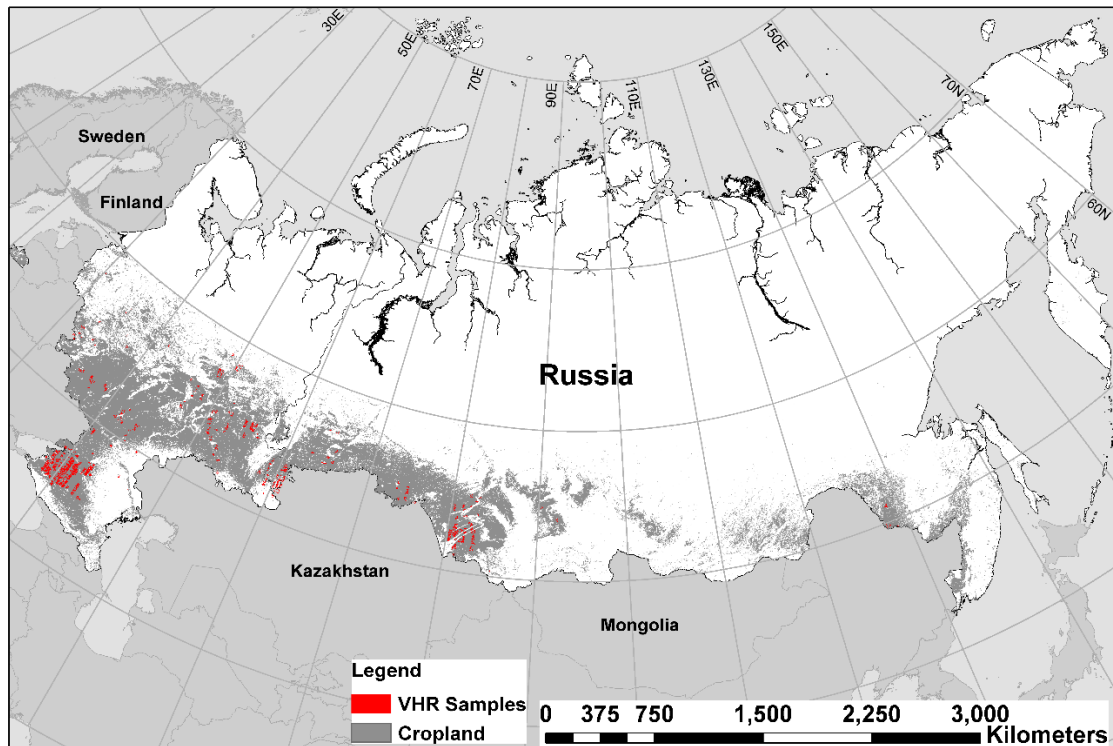 30E
50E
70E
90E
110E
130E
150E
70N
60N
Sweden
Finland
Russia
Kazakhstan
Mongolia
Legend
VHR Samples
Cropland
0 375 750 1,500 2,250 3,000
Kilometers